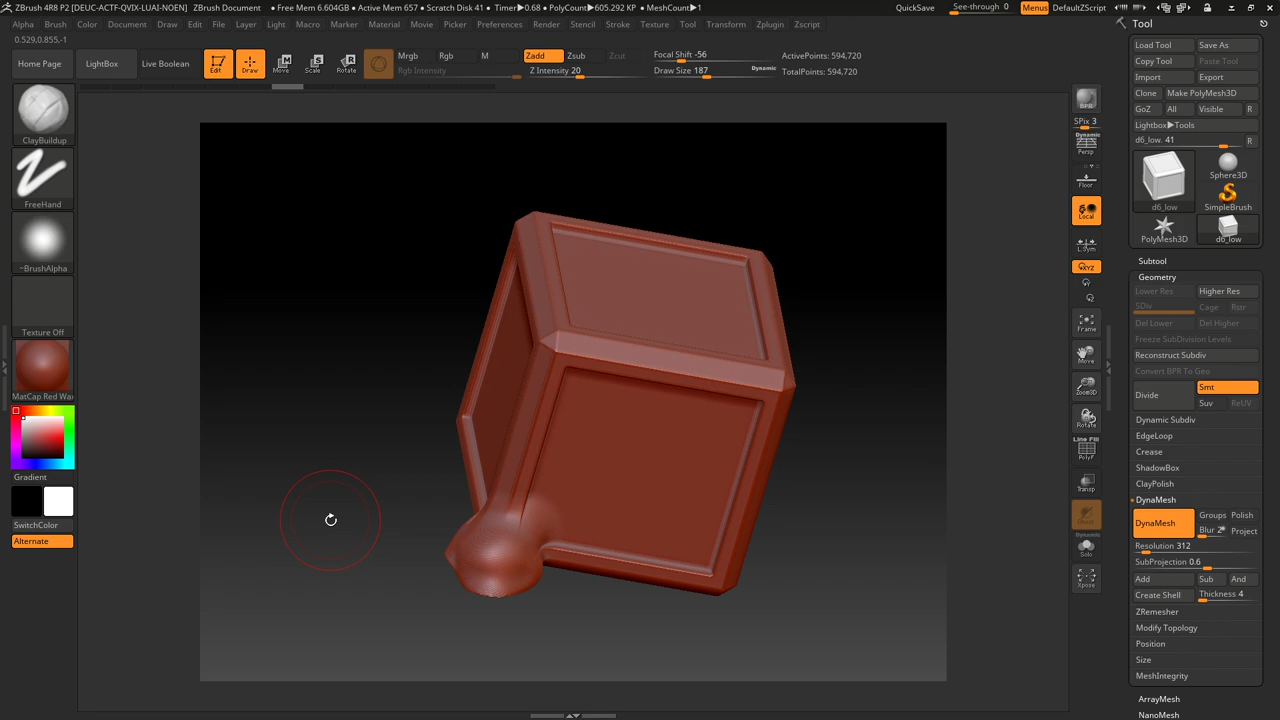 ZBrush 4R8 P2 [DEUC-ACTF-QVIX-LUAI-NOEN] ZBrush Document ● Free Mem 6.604GB ● Active Mem 657 ● Scratch Disk 41 ● Timer▶0.68 ● PolyCount▶605.292 KP ● MeshCount▶1 QuickSave See-through 0 Menus DefaultZScript
Alpha Brush Color Document Draw Edit File Layer Light Macro Marker Material Movie Picker Preferences Render Stencil Stroke Texture Tool Transform Zplugin Zscript
0.529,0.855,-1
Home Page LightBox Live Boolean Edit Draw Move Scale Rotate
Mrgb Rgb M Zadd Zsub Zcut Focal Shift -56 ActivePoints: 594,720
Rgb Intensity Z Intensity 20 Draw Size 187 Dynamic TotalPoints: 594,720
ClayBuildup
FreeHand
~BrushAlpha
Texture Off
MatCap Red Wa
Gradient
SwitchColor
Alternate
BPR
SPix 3
Dynamic
Persp
Floor
Local
L.Sym
XYZ
Frame
Move
Zoom3D
Rotate
Line Fill
PolyF
Transp
Ghost
Dynamic
Solo
Xpose
Tool
Load Tool Save As
Copy Tool Paste Tool
Import Export
Clone Make PolyMesh3D
GoZ All Visible R
Lightbox▶Tools
d6_low. 41 R
d6_low Sphere3D
SimpleBrush
PolyMesh3D d6_low
Subtool
Geometry
Lower Res Higher Res
SDiv Cage Rstr
Del Lower Del Higher
Freeze SubDivision Levels
Reconstruct Subdiv
Convert BPR To Geo
Divide Smt
Suv ReUV
Dynamic Subdiv
EdgeLoop
Crease
ShadowBox
ClayPolish
DynaMesh
DynaMesh Groups Polish
Blur 2 Project
Resolution 312
SubProjection 0.6
Add Sub And
Create Shell Thickness 4
ZRemesher
Modify Topology
Position
Size
MeshIntegrity
ArrayMesh
NanoMesh